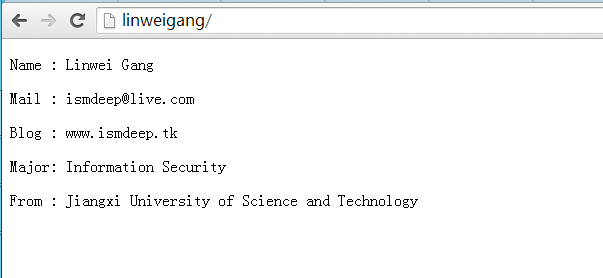 linweigang/
Name : Linwei Gang
Mail : ismdeep@live.com
Blog : www.ismdeep.tk
Major: Information Security
From : Jiangxi University of Science and Technology